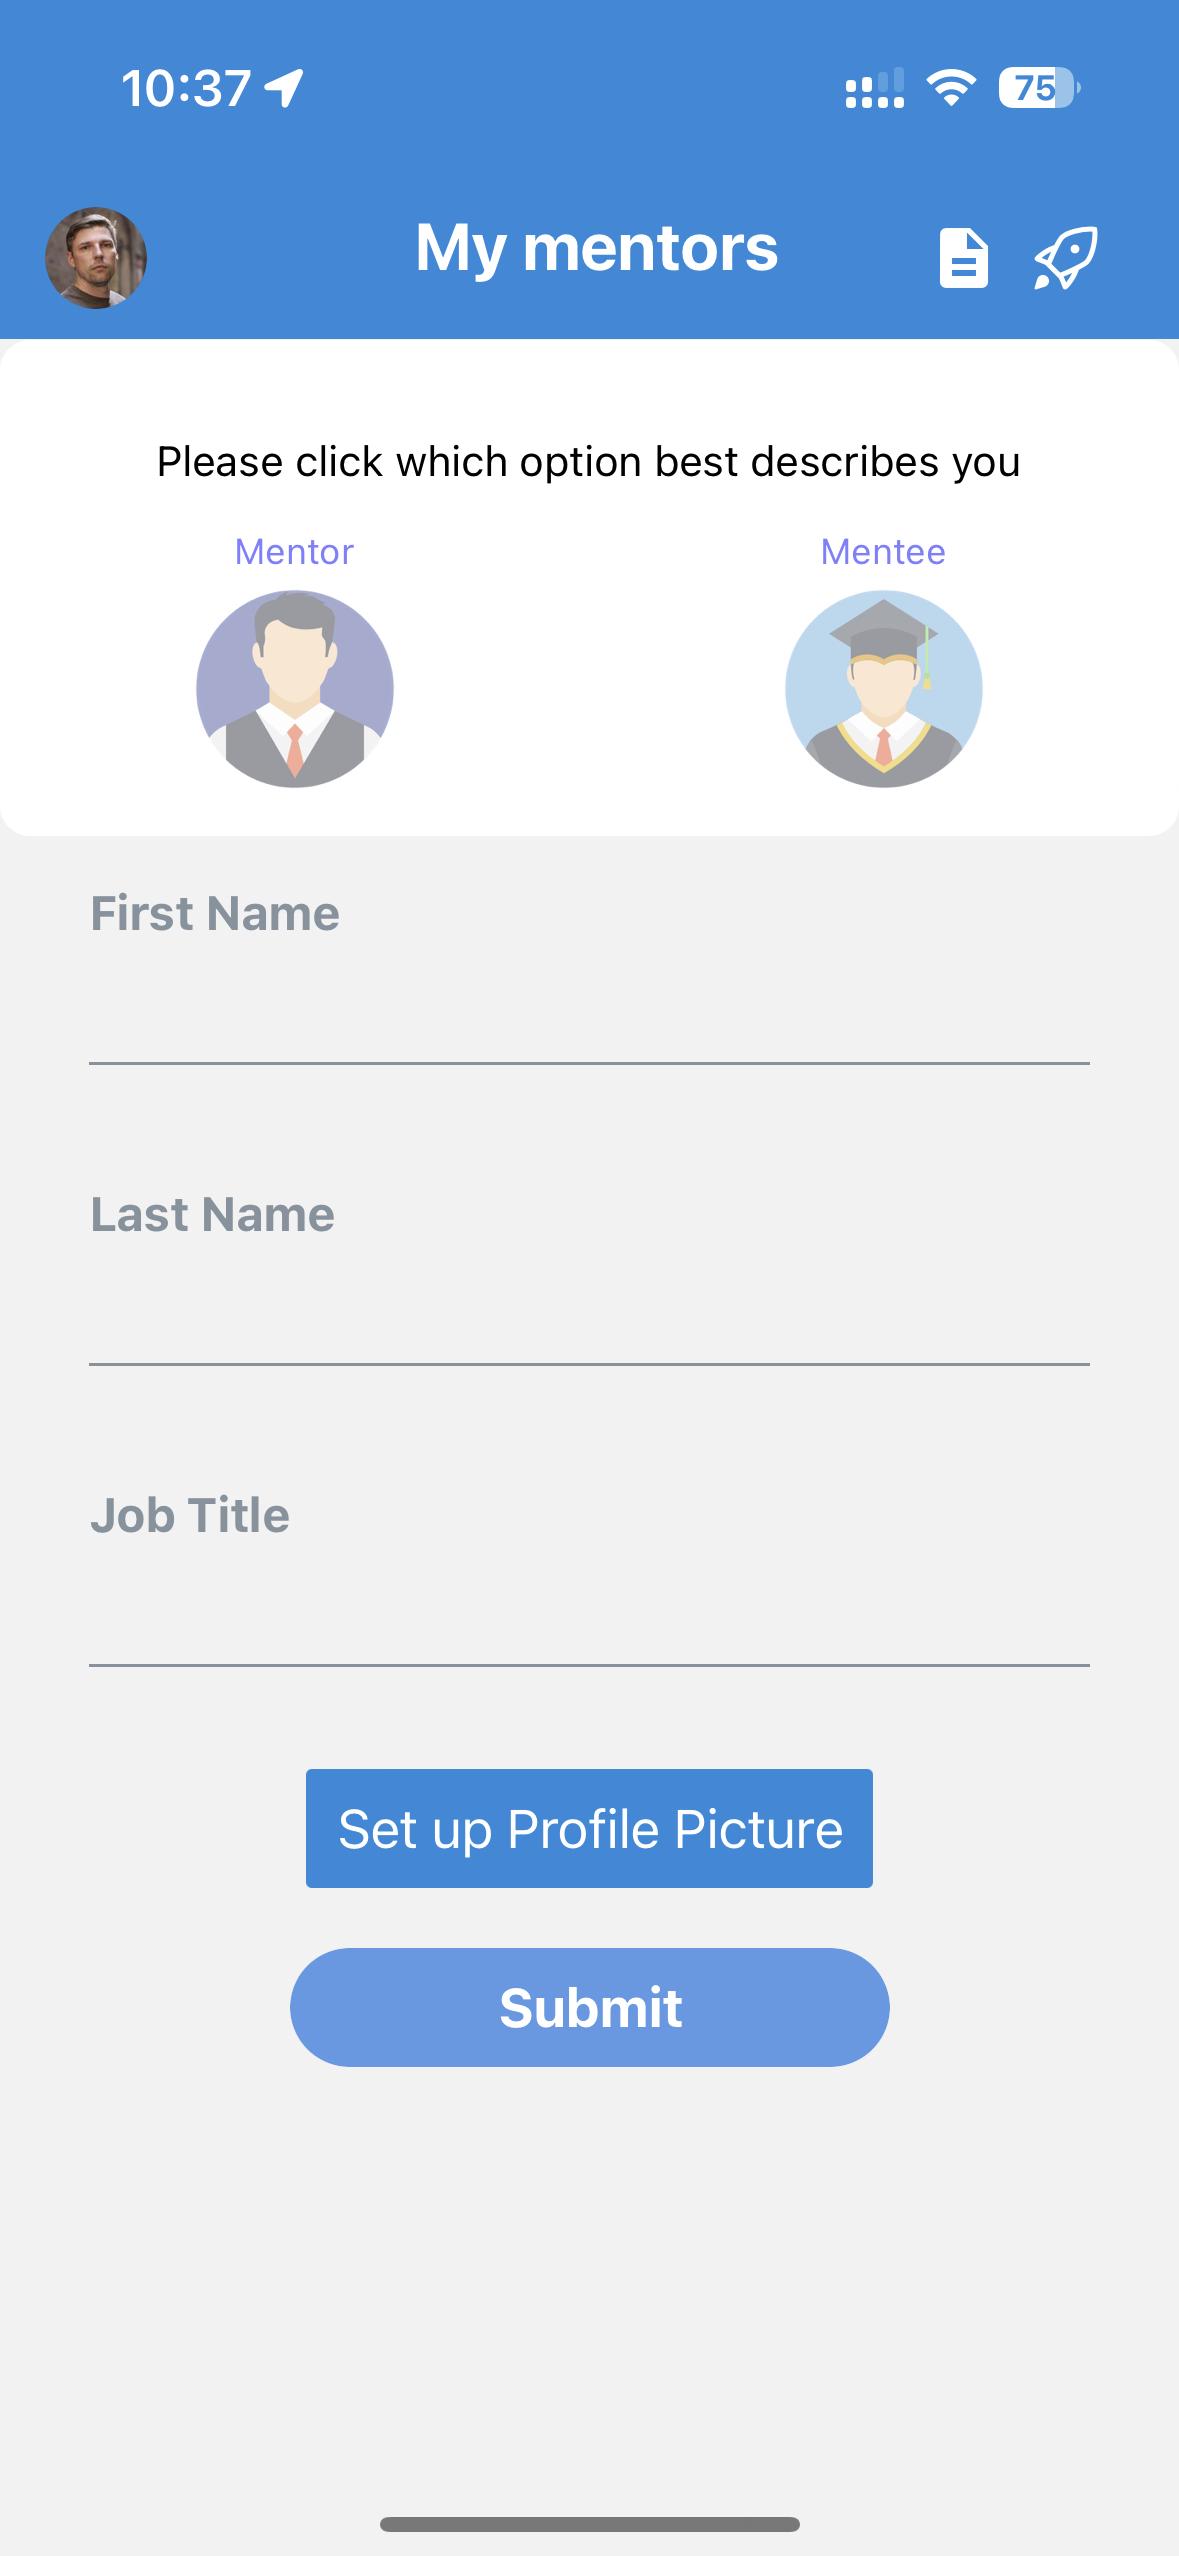 10:37
75
My mentors
Please click which option best describes you
Mentor
Mentee
First Name
Last Name
Job Title
Set up Profile Picture
Submit